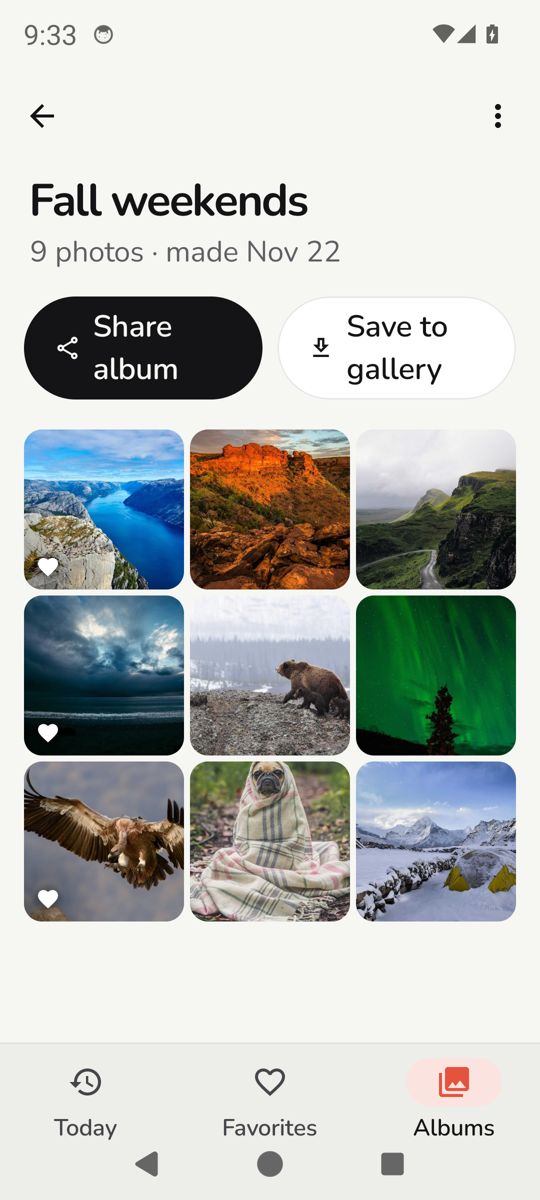 9:33
Fall weekends
9 photos · made Nov 22
Share
album
Save to
gallery
Today
Favorites
Albums